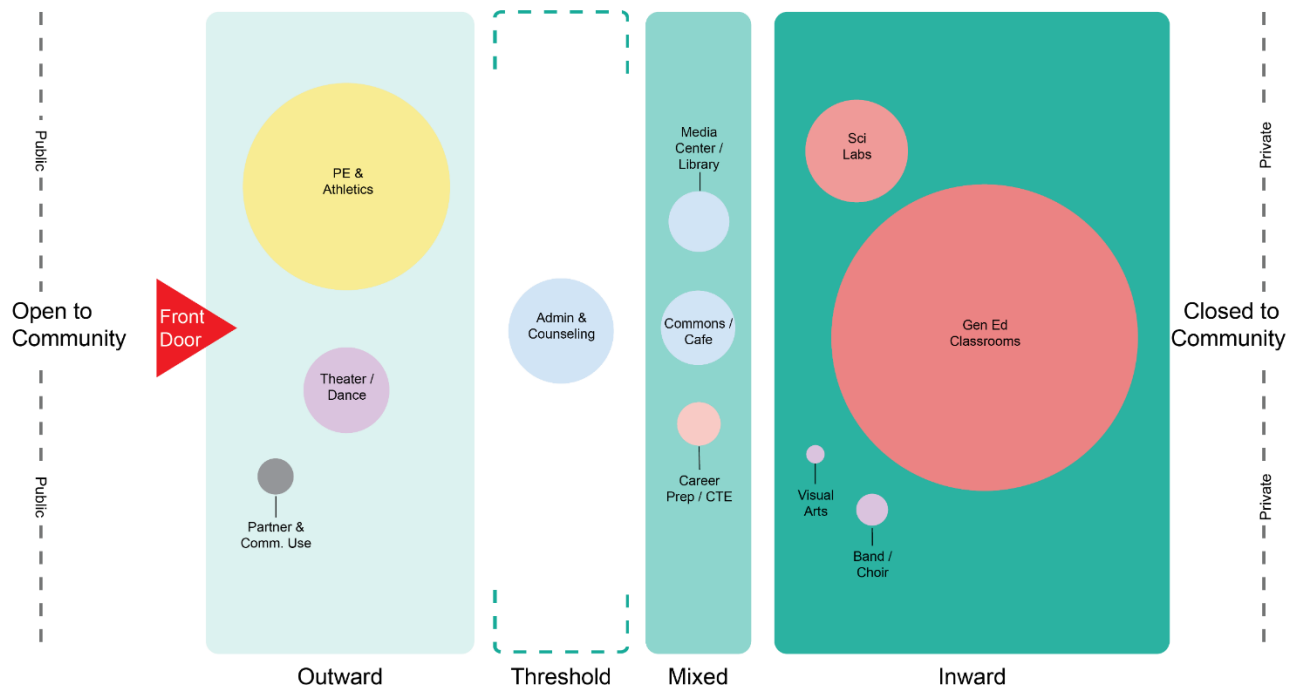 Public
Public
Open to
Community
Front
Door
PE &
Athletics
Theater /
Dance
Partner &
Comm. Use
Outward
Admin &
Counseling
Threshold
Media
Center /
Library
Commons /
Cafe
Career
Prep / CTE
Mixed
Sci
Labs
Gen Ed
Classrooms
Visual
Arts
Band /
Choir
Inward
Private
Closed to
Community
Private